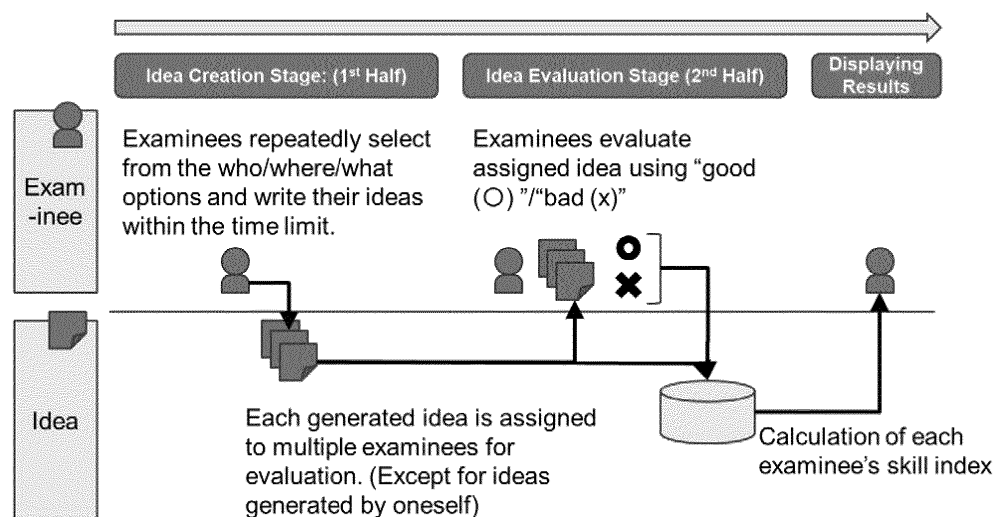 Idea Creation Stage: (1st Half)
Idea Evaluation Stage (2nd Half)
Displaying
Results
Exam
-inee
Examinees repeatedly select
from the who/where/what
options and write their ideas
within the time limit.
Examinees evaluate
assigned idea using “good
(○) ”/“bad (x)”
Idea
Each generated idea is assigned
to multiple examinees for
evaluation. (Except for ideas
generated by oneself)
Calculation of each
examinee’s skill index